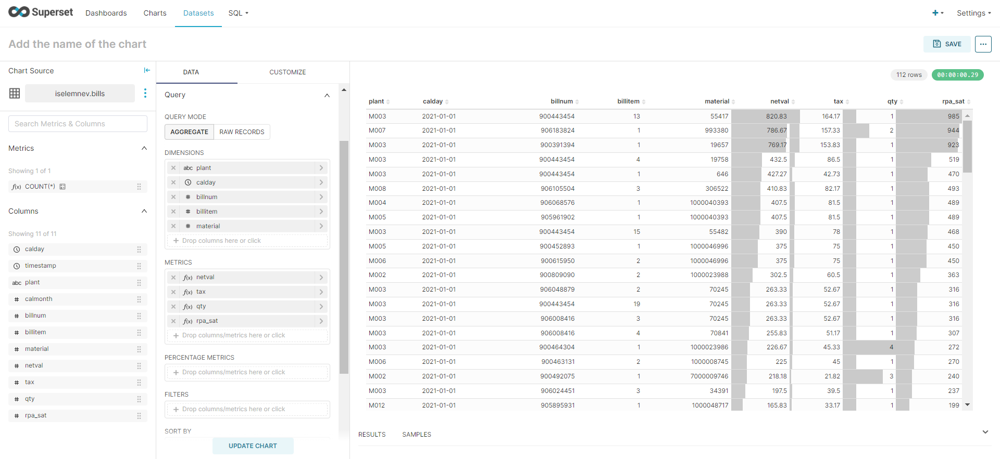 Superset Dashboards Charts Datasets SQL Settings
Add the name of the chart SAVE ...
Chart Source
iselemnev.bills
Search Metrics & Columns
Metrics
Showing 1 of 1
f(x) COUNT(*)
Columns
Showing 11 of 11
calday
timestamp
abc plant
# calmonth
# billnum
# billitem
# material
# netval
# tax
# qty
# rpa_sat
DATA CUSTOMIZE
Query
QUERY MODE
AGGREGATE RAW RECORDS
DIMENSIONS
abc plant
calday
# billnum
# billitem
# material
+ Drop columns here or click
METRICS
f(x) netval
f(x) tax
f(x) qty
f(x) rpa_sat
+ Drop columns/metrics here or click
PERCENTAGE METRICS
+ Drop columns/metrics here or click
FILTERS
+ Drop columns/metrics here or click
SORT BY
UPDATE CHART
112 rows 00:00:00.29
plant calday billnum billitem material netval tax qty rpa_sat
M003 2021-01-01 900443454 13 55417 820.83 164.17 1 985
M007 2021-01-01 906183824 1 993380 786.67 157.33 2 944
M003 2021-01-01 900391394 1 19657 769.17 153.83 1 923
M003 2021-01-01 900443454 4 19758 432.5 86.5 1 519
M003 2021-01-01 900443454 1 646 427.27 42.73 1 470
M008 2021-01-01 906105504 3 306522 410.83 82.17 1 493
M004 2021-01-01 906068576 1 1000040393 407.5 81.5 1 489
M005 2021-01-01 905961902 1 1000040393 407.5 81.5 1 489
M003 2021-01-01 900443454 15 55482 390 78 1 468
M005 2021-01-01 900452893 1 1000046996 375 75 1 450
M006 2021-01-01 900615950 2 1000046996 375 75 1 450
M002 2021-01-01 900809090 2 1000023988 302.5 60.5 1 363
M003 2021-01-01 906048879 2 70245 263.33 52.67 1 316
M003 2021-01-01 900443454 19 70245 263.33 52.67 1 316
M003 2021-01-01 906008416 3 70245 263.33 52.67 1 316
M003 2021-01-01 906008416 4 70841 255.83 51.17 1 307
M003 2021-01-01 900464304 1 1000023986 226.67 45.33 4 272
M006 2021-01-01 900463131 2 1000008745 225 45 1 270
M002 2021-01-01 900492075 1 7000009746 218.18 21.82 3 240
M003 2021-01-01 906024451 3 34391 197.5 39.5 1 237
M012 2021-01-01 905895931 1 1000048717 165.83 33.17 1 199
RESULTS SAMPLES